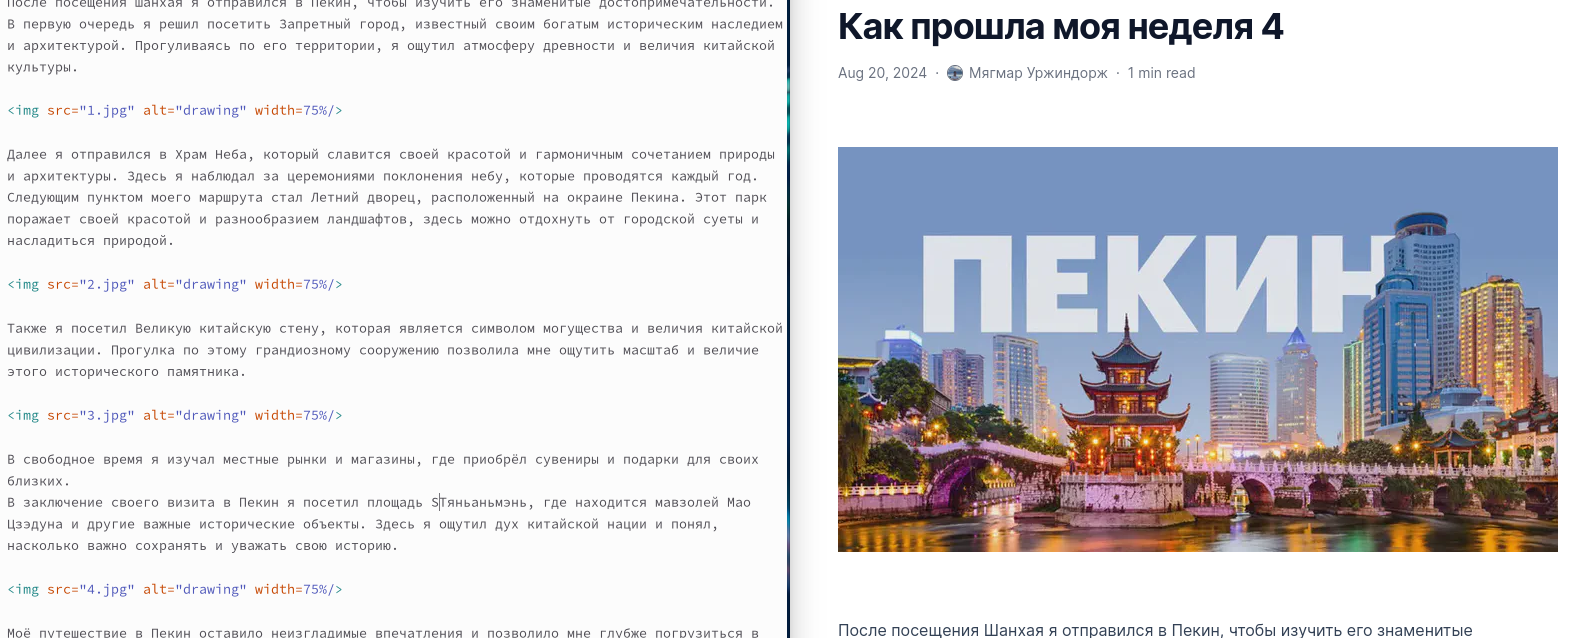 После посещения Шанхая я отправился в Пекин, чтобы изучить его знаменитые достопримечательности.
В первую очередь я решил посетить Запретный город, известный своим богатым историческим наследием
и архитектурой. Прогуливаясь по его территории, я ощутил атмосферу древности и величия китайской
культуры.
<img src="1.jpg" alt="drawing" width=75%/>
Далее я отправился в Храм Неба, который славится своей красотой и гармоничным сочетанием природы
и архитектуры. Здесь я наблюдал за церемониями поклонения небу, которые проводятся каждый год.
Следующим пунктом моего маршрута стал Летний дворец, расположенный на окраине Пекина. Этот парк
поражает своей красотой и разнообразием ландшафтов, здесь можно отдохнуть от городской суеты и
насладиться природой.
<img src="2.jpg" alt="drawing" width=75%/>
Также я посетил Великую китайскую стену, которая является символом могущества и величия китайской
цивилизации. Прогулка по этому грандиозному сооружению позволила мне ощутить масштаб и величие
этого исторического памятника.
<img src="3.jpg" alt="drawing" width=75%/>
В свободное время я изучал местные рынки и магазины, где приобрёл сувениры и подарки для своих
близких.
В заключение своего визита в Пекин я посетил площадь SТяньаньмэнь, где находится мавзолей Мао
Цзэдуна и другие важные исторические объекты. Здесь я ощутил дух китайской нации и понял,
насколько важно сохранять и уважать свою историю.
<img src="4.jpg" alt="drawing" width=75%/>
Моё путешествие в Пекин оставило неизгладимые впечатления и позволило мне глубже погрузиться в
Как прошла моя неделя 4
Aug 20, 2024 · Мягмар Уржиндорж · 1 min read
ПЕКИН
После посещения Шанхая я отправился в Пекин, чтобы изучить его знаменитые